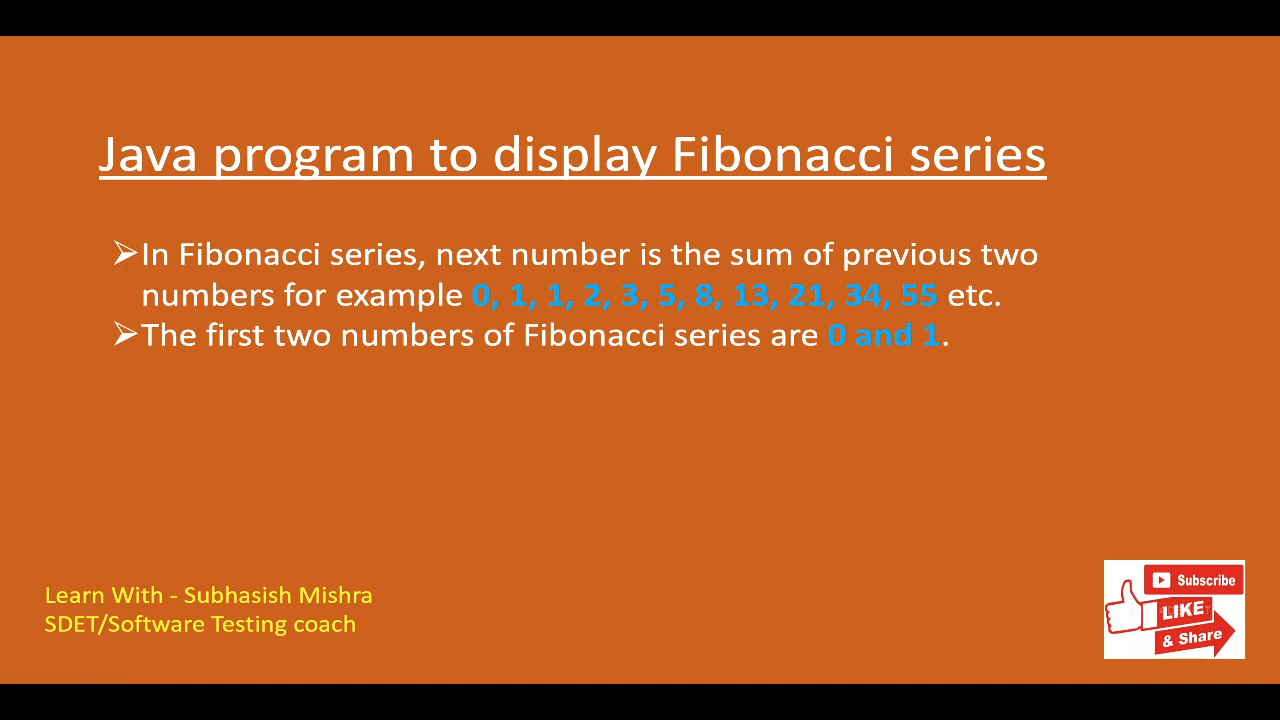 Java program to display Fibonacci series
➢In Fibonacci series, next number is the sum of previous two
numbers for example 0, 1, 1, 2, 3, 5, 8, 13, 21, 34, 55 etc.
➢The first two numbers of Fibonacci series are 0 and 1.
Learn With - Subhasish Mishra
SDET/Software Testing coach
Subscribe
LIKE
& Share